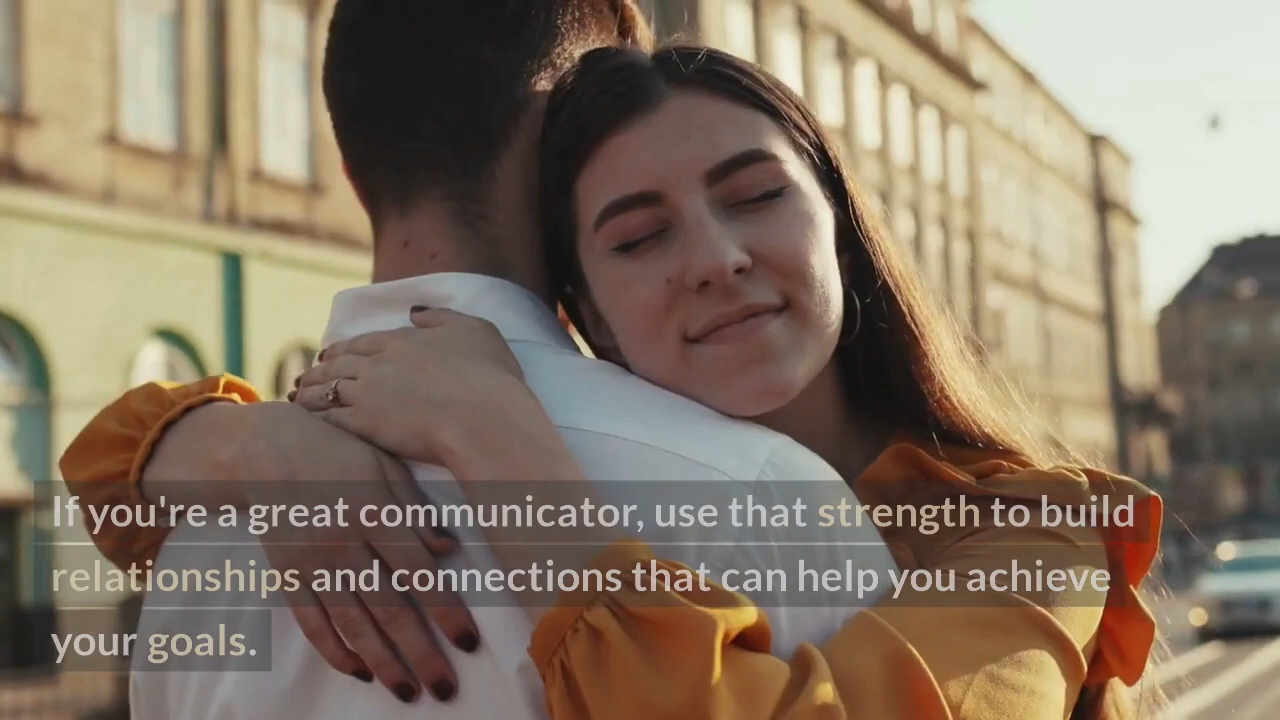 If you're a great communicator, use that strength to build
relationships and connections that can help you achieve
your goals.